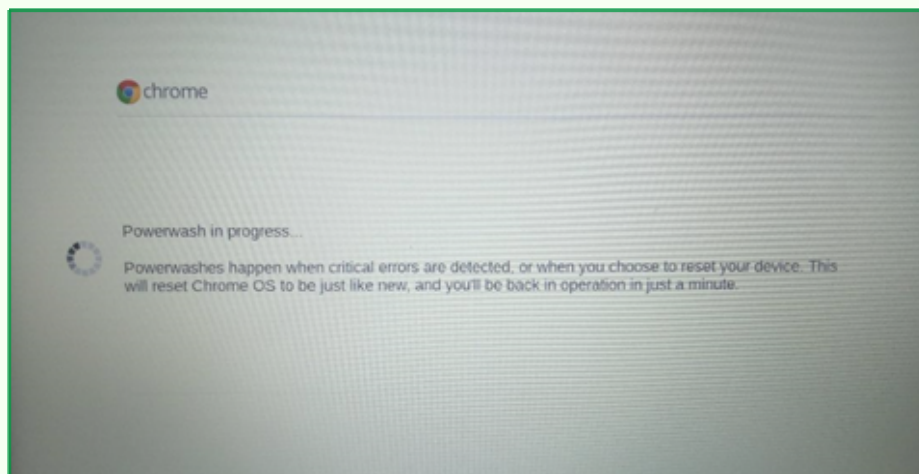 chrome
Powerwash in progress...
Powerwashes happen when critical errors are detected, or when you choose to reset your device. This
will reset Chrome OS to be just like new, and you'll be back in operation in just a minute.